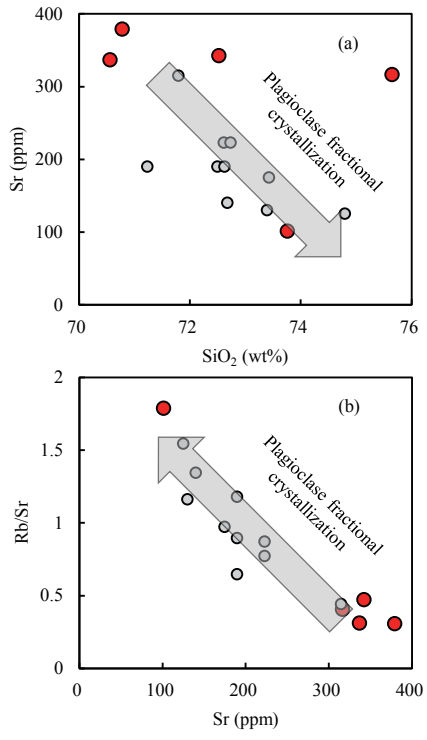 400
(a)
300
Plagioclase fractional
crystallization
Sr (ppm)
200
100
0
70
72
74
76
SiO₂ (wt%)
2
(b)
1.5
Plagioclase fractional
crystallization
Rb/Sr
1
0.5
0
0
100
200
300
400
Sr (ppm)